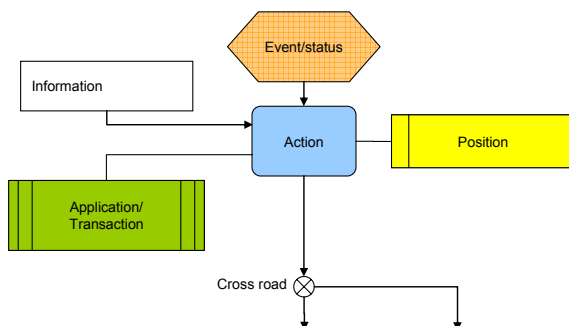 Event/status
Information
Action
Position
Application/
Transaction
Cross road